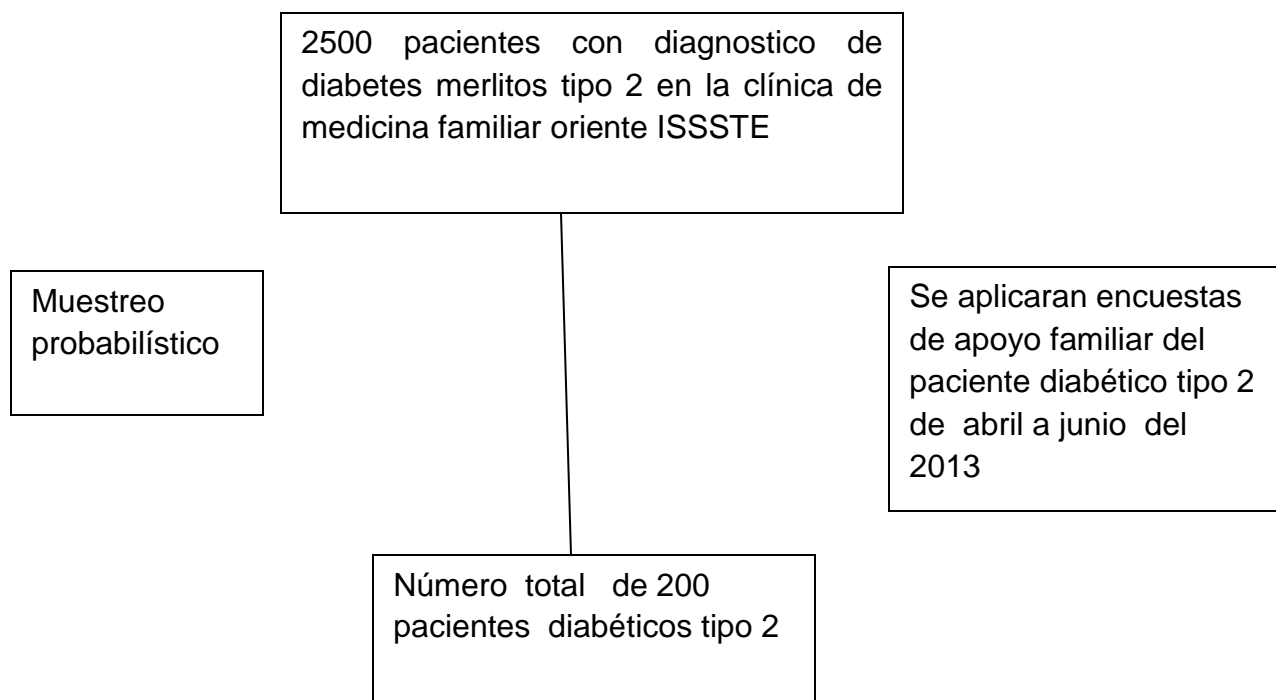 2500 pacientes con diagnostico de
diabetes merlitos tipo 2 en la clínica de
medicina familiar oriente ISSSTE
Muestreo
probabilístico
Se aplicaran encuestas
de apoyo familiar del
paciente diabético tipo 2
de abril a junio del
2013
Número total de 200
pacientes diabéticos tipo 2